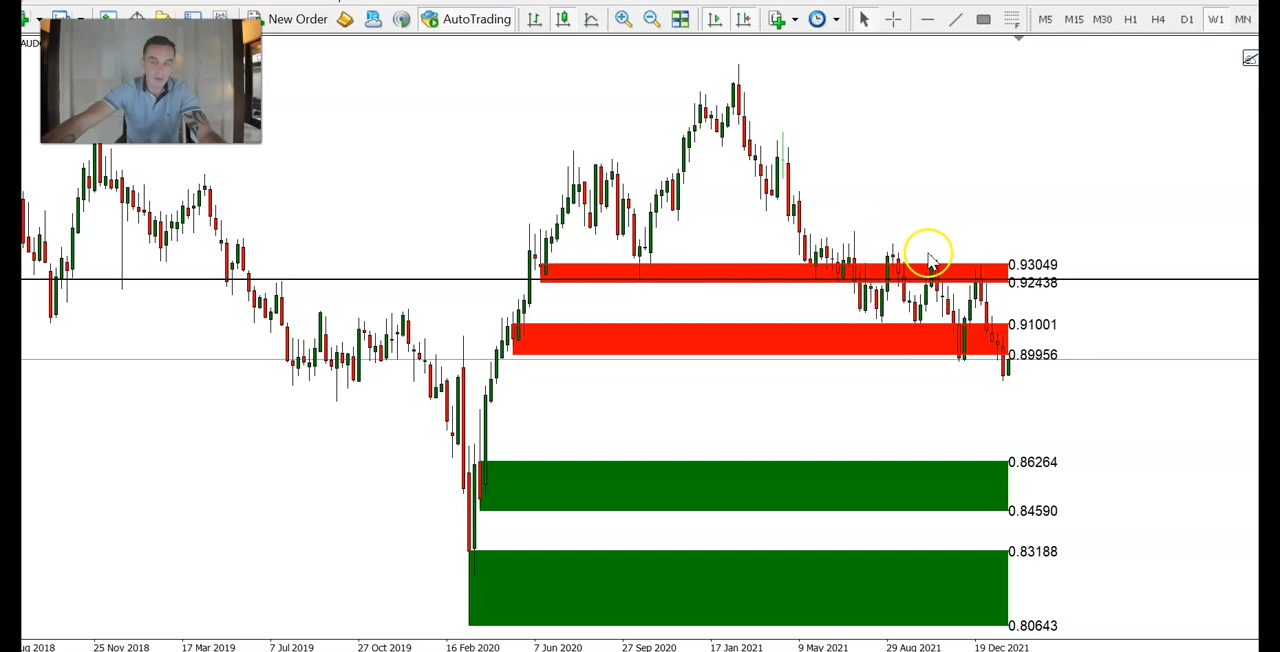 New Order AutoTrading M5 M15 M30 H1 H4 D1 W1 MN
AUD
0.93049
0.92438
0.91001
0.89956
0.86264
0.84590
0.83188
0.80643
ug 2018 25 Nov 2018 17 Mar 2019 7 Jul 2019 27 Oct 2019 16 Feb 2020 7 Jun 2020 27 Sep 2020 17 Jan 2021 9 May 2021 29 Aug 2021 19 Dec 2021